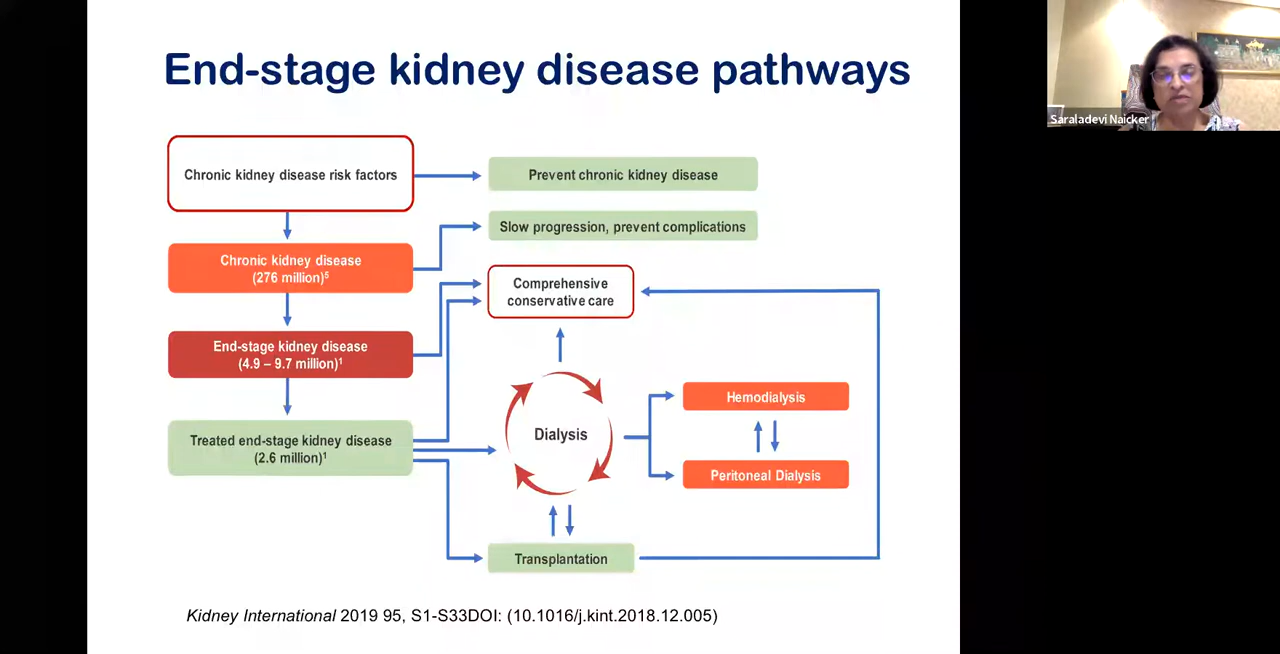 End-stage kidney disease pathways
Saraladevi Naicker
Chronic kidney disease risk factors
Prevent chronic kidney disease
Slow progression, prevent complications
Chronic kidney disease
(276 million)⁵
Comprehensive
conservative care
End-stage kidney disease
(4.9 – 9.7 million)¹
Treated end-stage kidney disease
(2.6 million)¹
Dialysis
Hemodialysis
Peritoneal Dialysis
Transplantation
Kidney International 2019 95, S1-S33DOI: (10.1016/j.kint.2018.12.005)